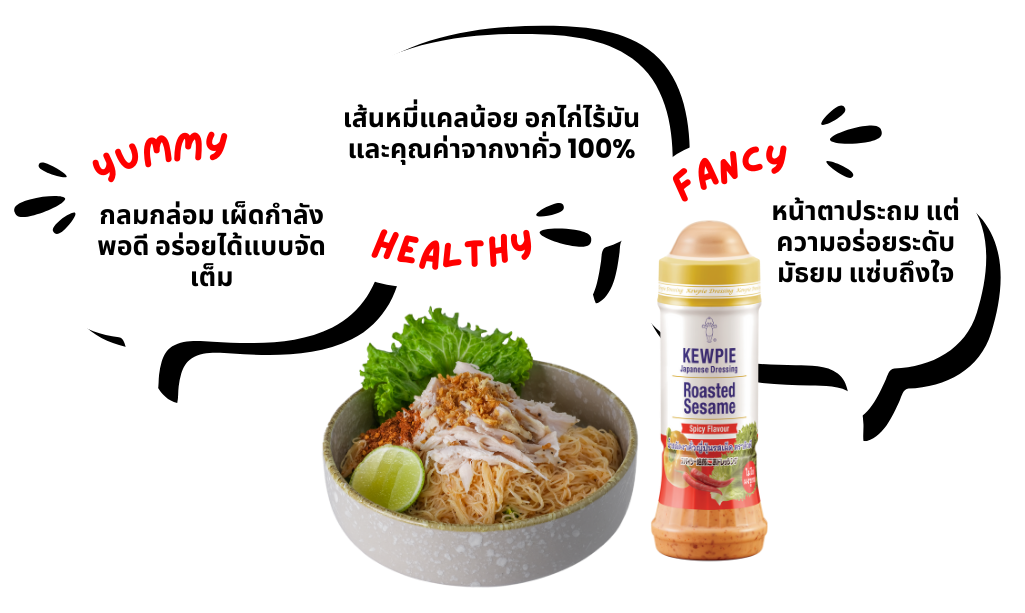 YUMMY
กลมกล่อม เผ็ดกำลัง
พอดี อร่อยได้แบบจัด
เต็ม
เส้นหมี่แคลน้อย อกไก่ไร้มัน
และคุณค่าจากงาคั่ว 100%
HEALTHY
FANCY
หน้าตาประถม แต่
ความอร่อยระดับ
มัธยม แซ่บถึงใจ
Kewpie Dressing
KEWPIE
Japanese Dressing
Roasted
Sesame
Spicy Flavour